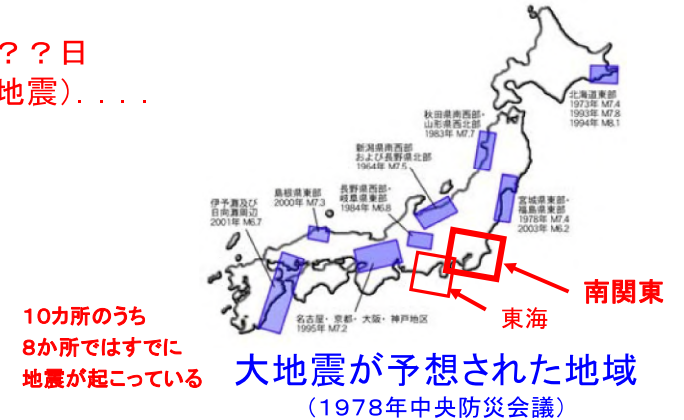 ？？日
地震）．．．．
北海道東部
1973年 M7.4
1993年 M7.8
1994年 M8.1
秋田県南西部・
山形県西北部
1983年 M7.7
新潟県南西部
および長野県北部
1964年 M7.5
長野県西部・
岐阜県東部
1984年 M6.8
島根県東部
2000年 M7.3
伊予灘及び
日向灘周辺
2001年 M6.7
宮城県東部・
福島県東部
1978年 M7.4
2003年 M6.2
南関東
東海
名古屋・京都・大阪・神戸地区
1995年 M7.2
１０カ所のうち
８か所ではすでに
地震が起こっている
大地震が予想された地域
（１９７８年中央防災会議）